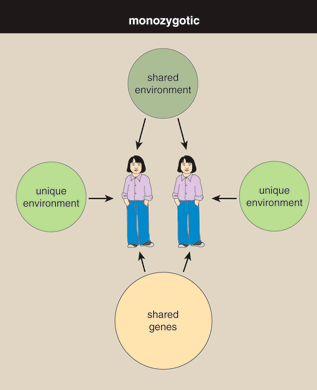 monozygotic
shared
environment
unique
environment
unique
environment
shared
genes